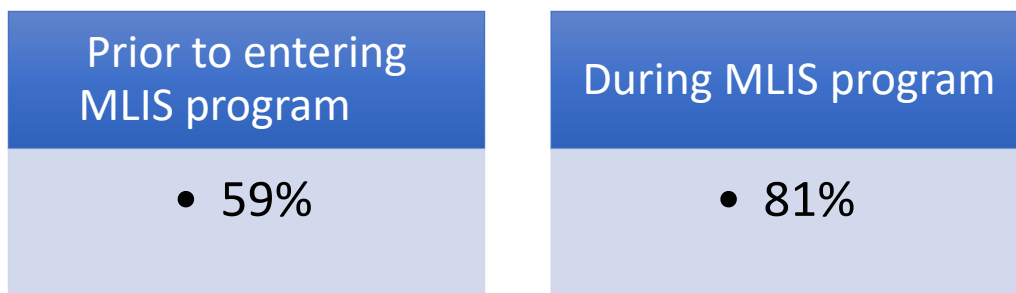 Prior to entering
MLIS program
• 59%
During MLIS program
• 81%